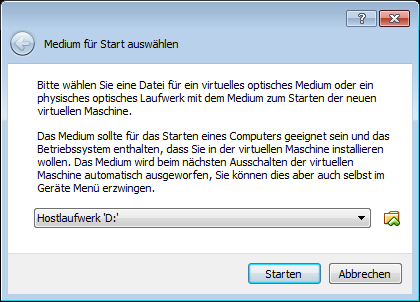 Medium für Start auswählen
Bitte wählen Sie eine Datei für ein virtuelles optisches Medium oder ein
physisches optisches Laufwerk mit dem Medium zum Starten der neuen
virtuellen Maschine.
Das Medium sollte für das Starten eines Computers geeignet sein und das
Betriebssystem enthalten, dass Sie in der virtuellen Maschine installieren
wollen. Das Medium wird beim nächsten Ausschalten der virtuellen
Maschine automatisch ausgeworfen, Sie können dies aber auch selbst im
Geräte Menü erzwingen.
Hostlaufwerk 'D:'
Starten
Abbrechen